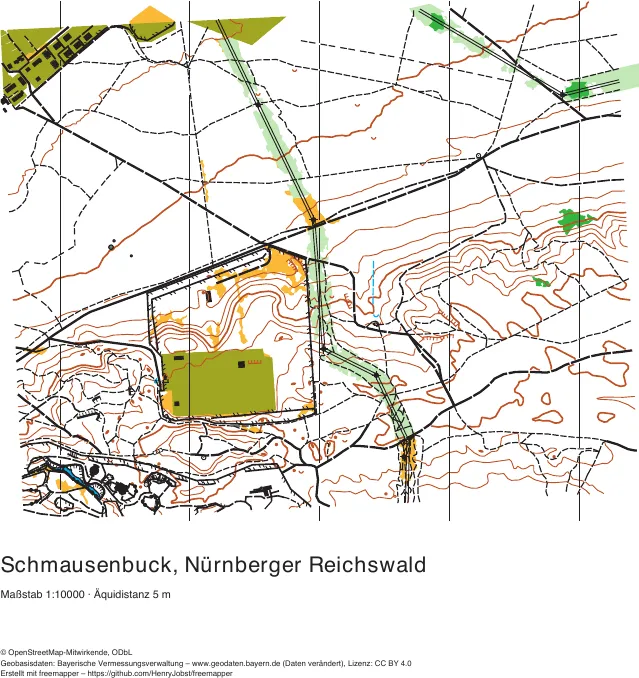 Schmausenbuck, Nürnberger Reichswald
Maßstab 1:10000 · Äquidistanz 5 m
© OpenStreetMap-Mitwirkende, ODbL
Geobasisdaten: Bayerische Vermessungsverwaltung – www.geodaten.bayern.de (Daten verändert), Lizenz: CC BY 4.0
Erstellt mit freemapper – https://github.com/HenryJobst/freemapper